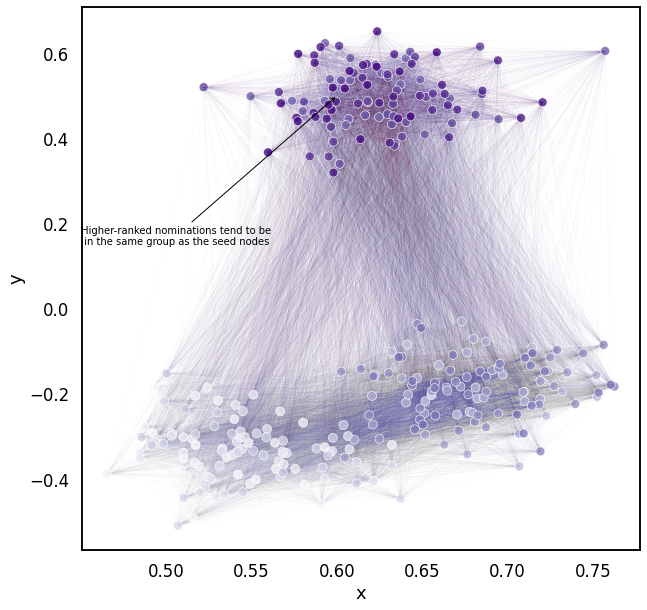 0.6
0.4
0.2
0.0
−0.2
−0.4
y
Higher-ranked nominations tend to be
in the same group as the seed nodes
0.50 0.55 0.60 0.65 0.70 0.75
x